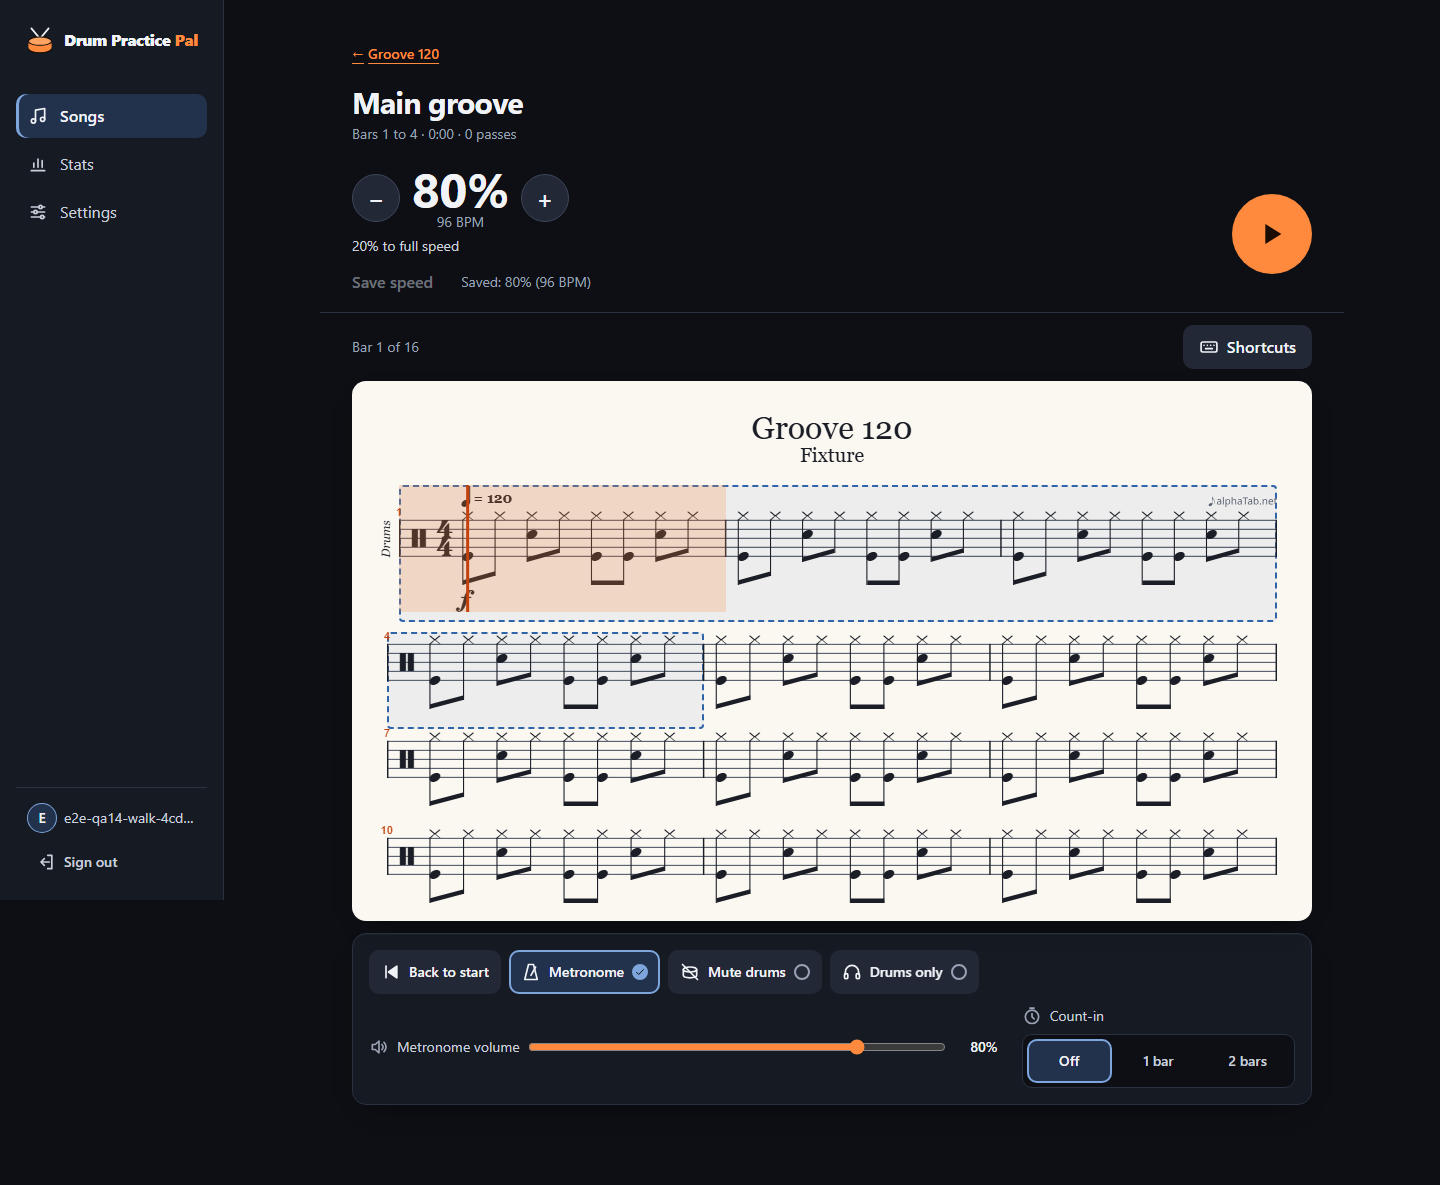 Drum Practice Pal
Songs
Stats
Settings
E
e2e-qa14-walk-4cd...
Sign out
← Groove 120
Main groove
Bars 1 to 4 · 0:00 · 0 passes
− 80% +
96 BPM
20% to full speed
Save speed
Saved: 80% (96 BPM)
Bar 1 of 16
Shortcuts
Groove 120
Fixture
= 120
♪alphaTab.net
1
Drums
4
4
f
4
7
10
Back to start
Metronome
Mute drums
Drums only
Metronome volume
80%
Count-in
Off
1 bar
2 bars